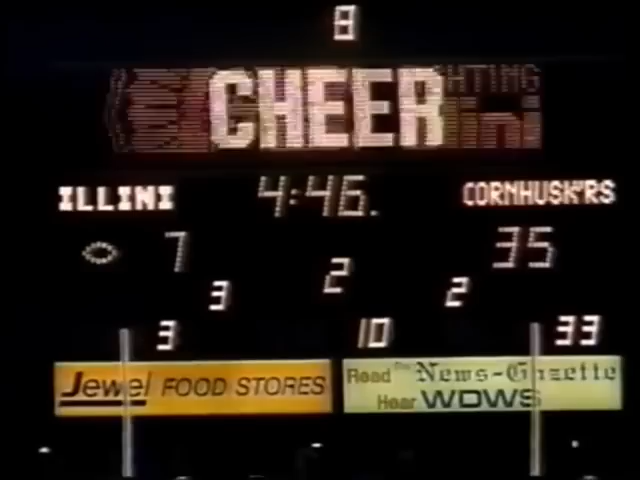 8
CHEER HTING
lini
ILLINI 4:46. CORNHUSK'RS
7 35
3 2 2
3 10 33
Jewel FOOD STORES
Read The News-Gazette
Hear WDWS